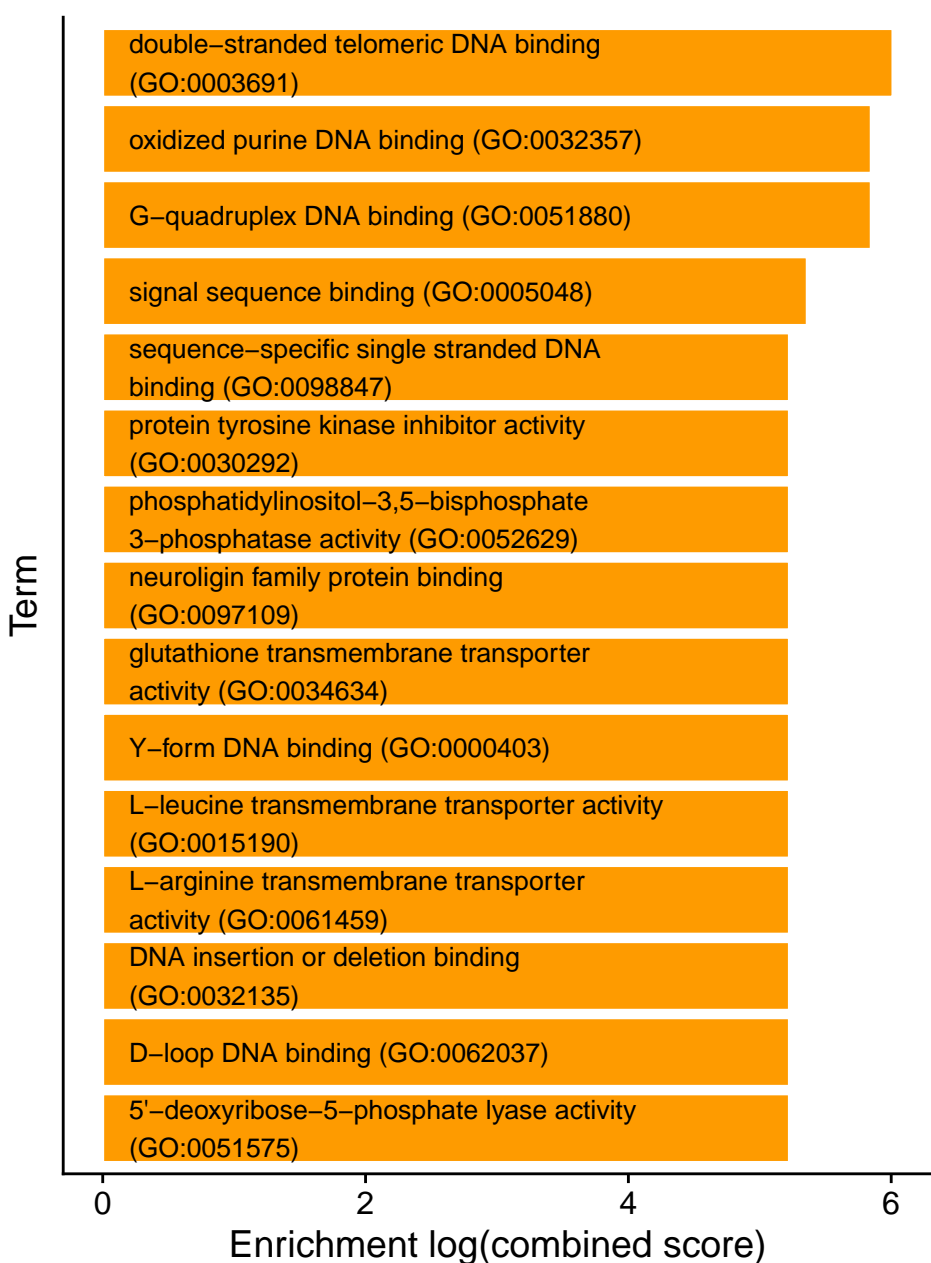 double−stranded telomeric DNA binding
(GO:0003691)
oxidized purine DNA binding (GO:0032357)
G−quadruplex DNA binding (GO:0051880)
signal sequence binding (GO:0005048)
sequence−specific single stranded DNA
binding (GO:0098847)
protein tyrosine kinase inhibitor activity
(GO:0030292)
phosphatidylinositol−3,5−bisphosphate
3−phosphatase activity (GO:0052629)
neuroligin family protein binding
(GO:0097109)
glutathione transmembrane transporter
activity (GO:0034634)
Y−form DNA binding (GO:0000403)
L−leucine transmembrane transporter activity
(GO:0015190)
L−arginine transmembrane transporter
activity (GO:0061459)
DNA insertion or deletion binding
(GO:0032135)
D−loop DNA binding (GO:0062037)
5'−deoxyribose−5−phosphate lyase activity
(GO:0051575)
Term
0 2 4 6
Enrichment log(combined score)